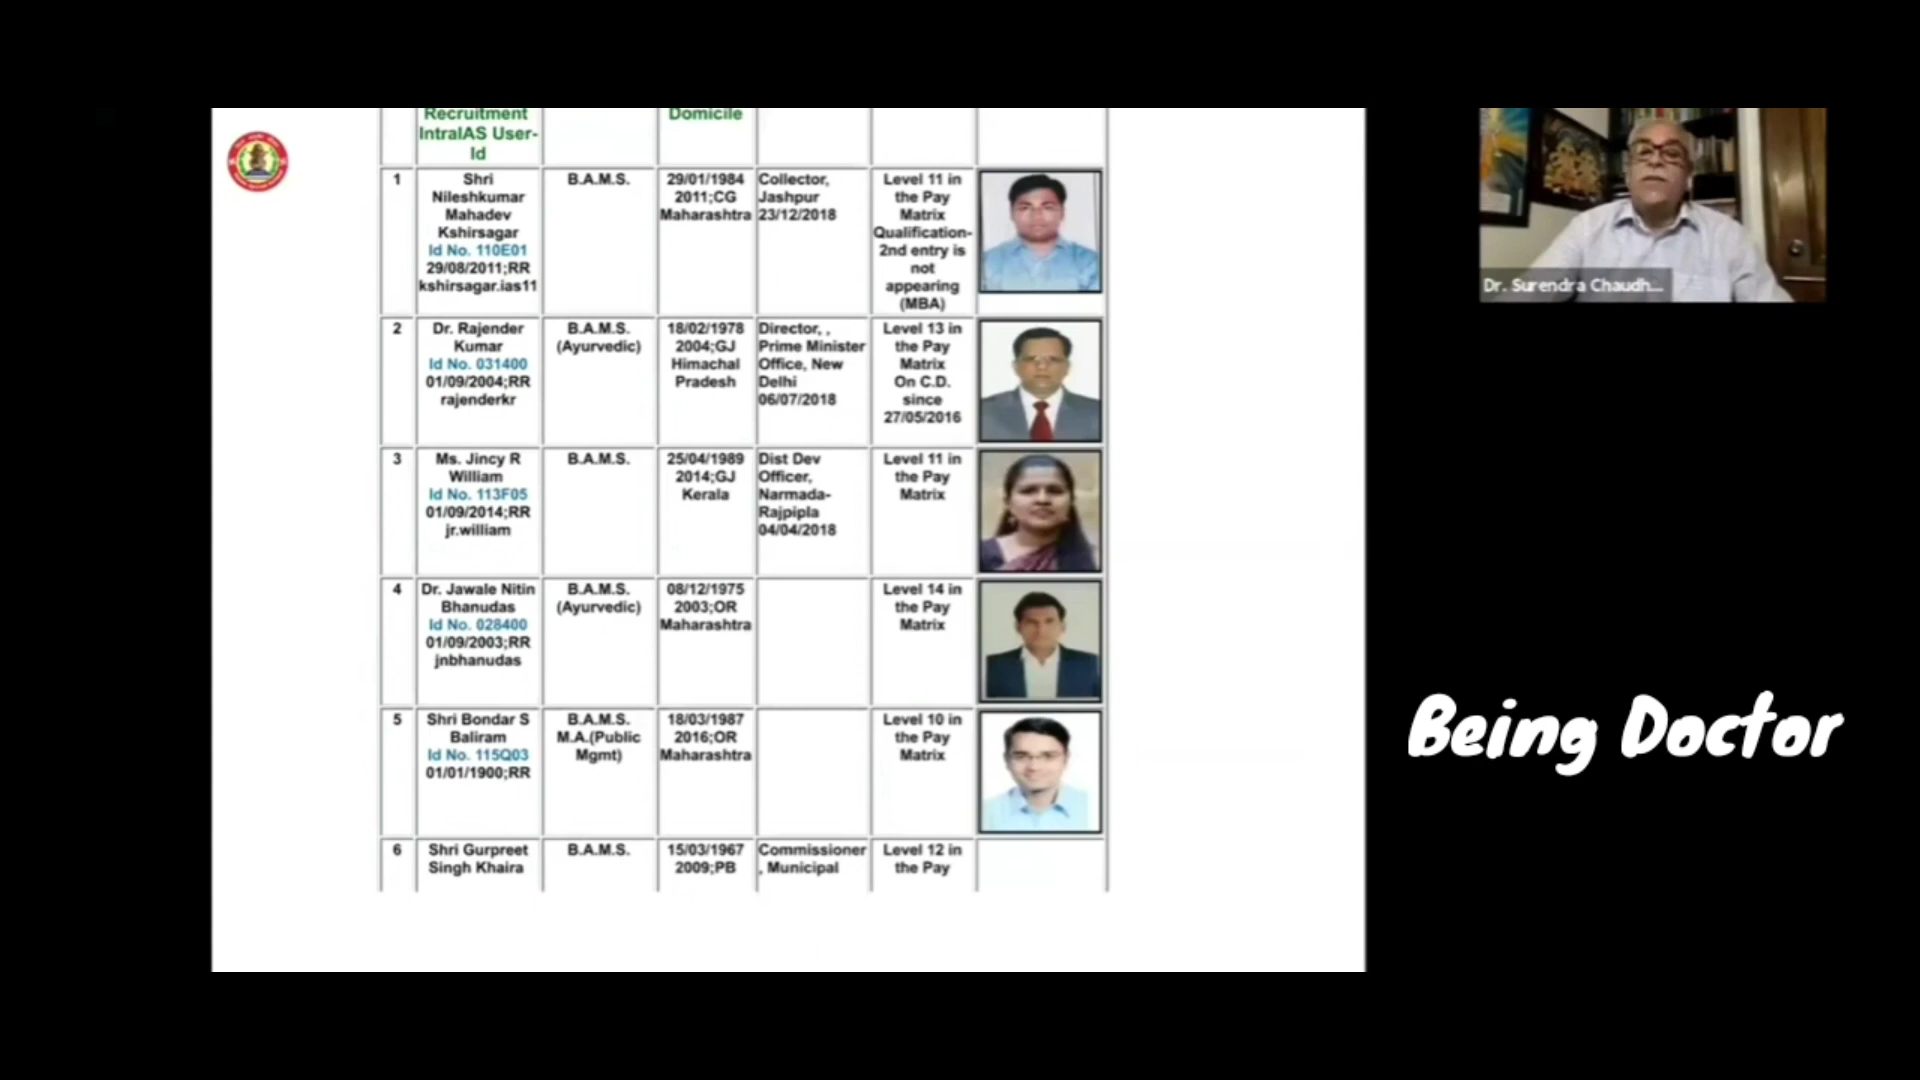 Recruitment
IntraIAS User-
Id
Domicile
1
Shri
Nileshkumar
Mahadev
Kshirsagar
Id No. 110E01
29/08/2011;RR
kshirsagar.ias11
B.A.M.S.
29/01/1984
2011;CG
Maharashtra
Collector,
Jashpur
23/12/2018
Level 11 in
the Pay
Matrix
Qualification-
2nd entry is
not
appearing
(MBA)
2
Dr. Rajender
Kumar
Id No. 031400
01/09/2004;RR
rajenderkr
B.A.M.S.
(Ayurvedic)
18/02/1978
2004;GJ
Himachal
Pradesh
Director, ,
Prime Minister
Office, New
Delhi
06/07/2018
Level 13 in
the Pay
Matrix
On C.D.
since
27/05/2016
3
Ms. Jincy R
William
Id No. 113F05
01/09/2014;RR
jr.william
B.A.M.S.
25/04/1989
2014;GJ
Kerala
Dist Dev
Officer,
Narmada-
Rajpipla
04/04/2018
Level 11 in
the Pay
Matrix
4
Dr. Jawale Nitin
Bhanudas
Id No. 028400
01/09/2003;RR
jnbhanudas
B.A.M.S.
(Ayurvedic)
08/12/1975
2003;OR
Maharashtra
Level 14 in
the Pay
Matrix
5
Shri Bondar S
Baliram
Id No. 115Q03
01/01/1900;RR
B.A.M.S.
M.A.(Public
Mgmt)
18/03/1987
2016;OR
Maharashtra
Level 10 in
the Pay
Matrix
6
Shri Gurpreet
Singh Khaira
B.A.M.S.
15/03/1967
2009;PB
Commissioner
, Municipal
Level 12 in
the Pay
Dr. Surendra Chaudh...
Being Doctor